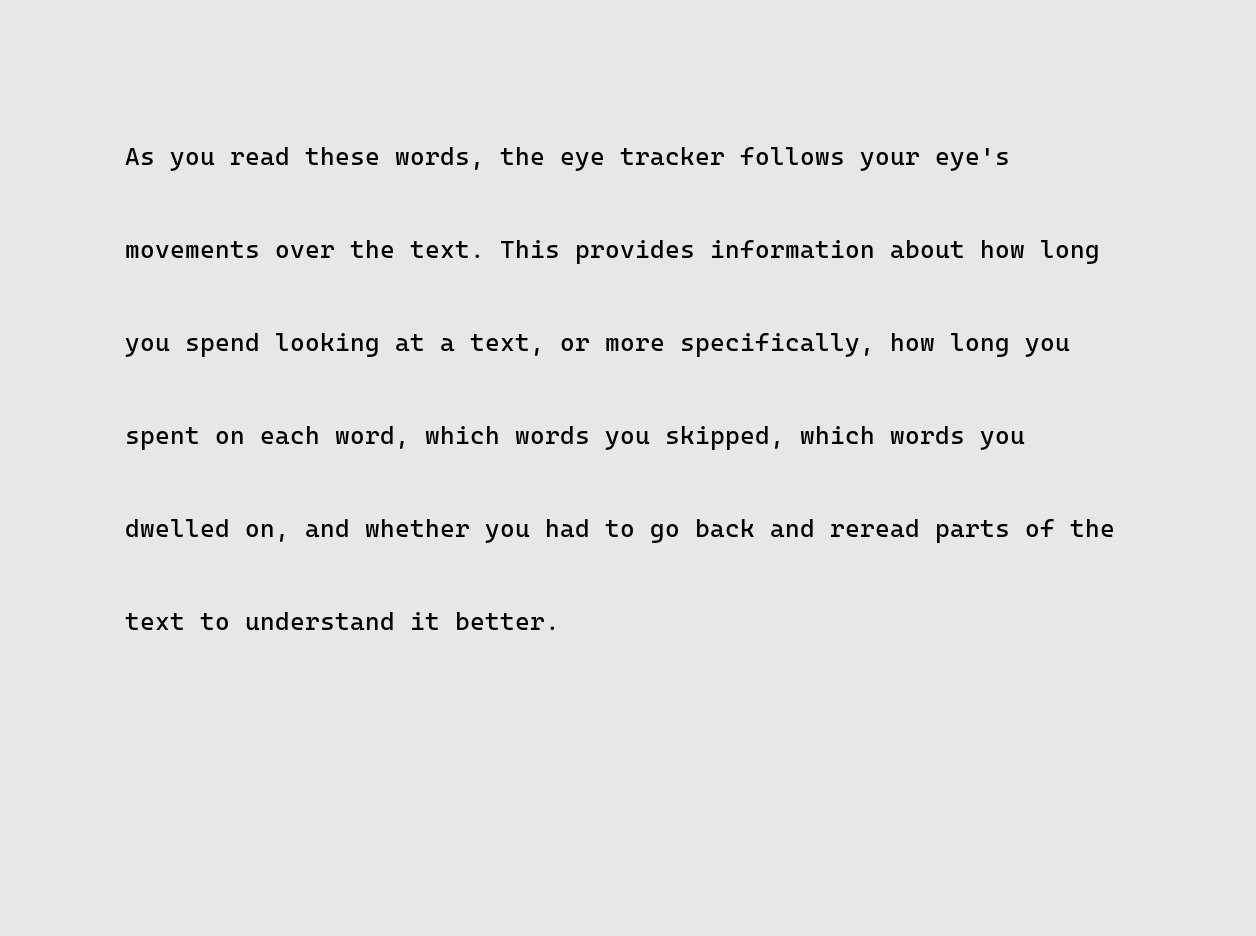 As you read these words, the eye tracker follows your eye's
movements over the text. This provides information about how long
you spend looking at a text, or more specifically, how long you
spent on each word, which words you skipped, which words you
dwelled on, and whether you had to go back and reread parts of the
text to understand it better.